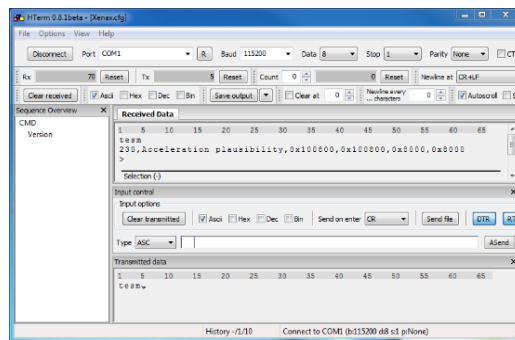 HTerm 0.8.1beta - [Xenax.cfg]
File Options View Help
Disconnect Port COM1 R Baud 115200 Data 8 Stop 1 Parity None CT
Rx 70 Reset Tx 5 Reset Count 0 0 Reset Newline at CR+LF
Clear received Ascii Hex Dec Bin Save output Clear at 0 Newline every ... characters 0 Autoscroll S
Sequence Overview X
CMD
Version
Received Data
1 5 10 15 20 25 30 35 40 45 50 55 60 65
tesm
230,Acceleration plausibility,0x100800,0x100800,0x8000,0x8000
>
Selection (-)
Input control X
Input options
Clear transmitted Ascii Hex Dec Bin Send on enter CR Send file DTR RT
Type ASC ASend
Transmitted data X
1 5 10 15 20 25 30 35 40 45 50 55 60 65
tesm
History -/1/10 Connect to COM1 (b:115200 d:8 s:1 p:None)